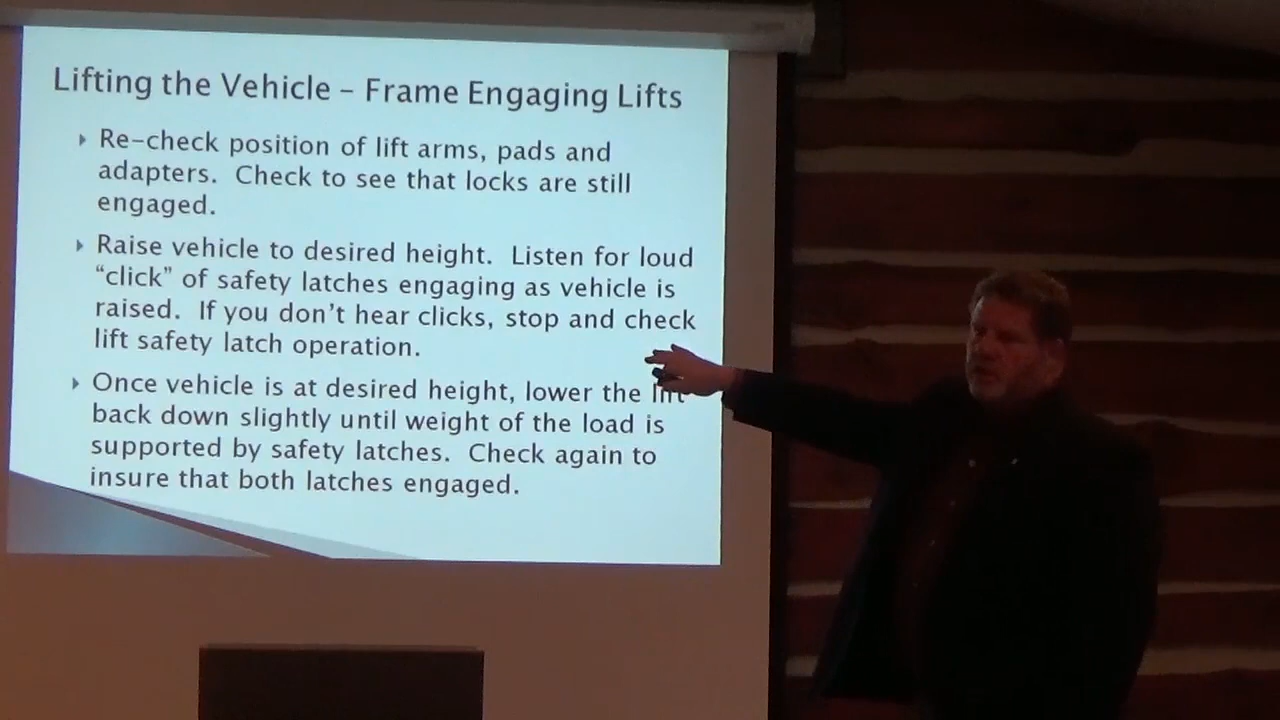 Lifting the Vehicle - Frame Engaging Lifts
Re-check position of lift arms, pads and
adapters. Check to see that locks are still
engaged.
Raise vehicle to desired height. Listen for loud
“click” of safety latches engaging as vehicle is
raised. If you don't hear clicks, stop and check
lift safety latch operation.
Once vehicle is at desired height, lower the lift
back down slightly until weight of the load is
supported by safety latches. Check again to
insure that both latches engaged.